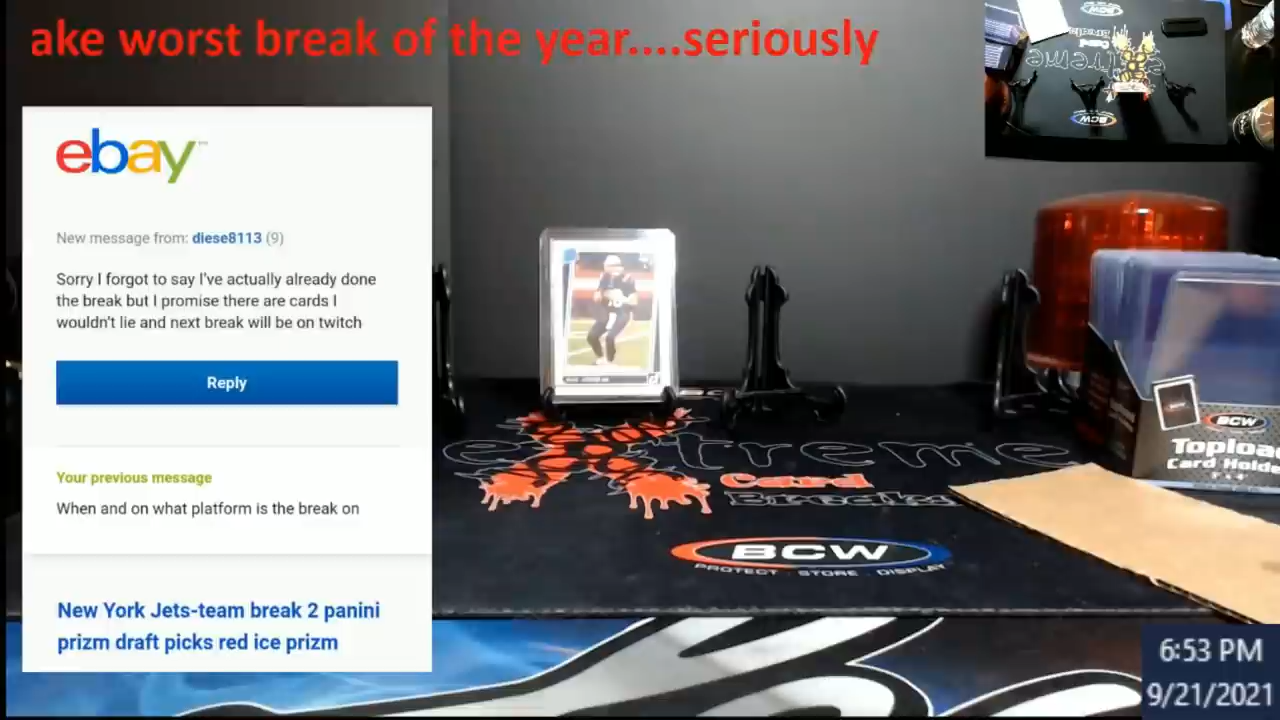 ake worst break of the year....seriously
ebay
New message from: diese8113 (9)
Sorry I forgot to say I've actually already done
the break but I promise there are cards I
wouldn't lie and next break will be on twitch
Reply
Your previous message
When and on what platform is the break on
New York Jets-team break 2 panini
prizm draft picks red ice prizm
extreme
Card
Breaks
BCW
PROTECT . STORE . DISPLAY
BCW
Topload
Card Holde
6:53 PM
9/21/2021